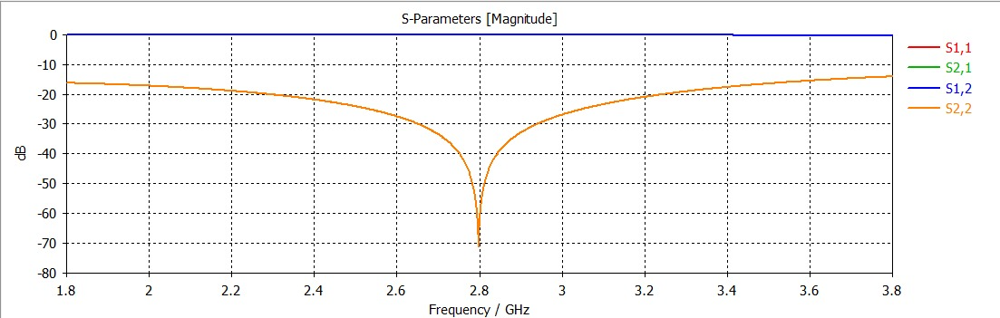 S-Parameters [Magnitude]
0
-10
-20
-30
-40
-50
-60
-70
-80
dB
1.8 2 2.2 2.4 2.6 2.8 3 3.2 3.4 3.6 3.8
Frequency / GHz
S1,1
S2,1
S1,2
S2,2